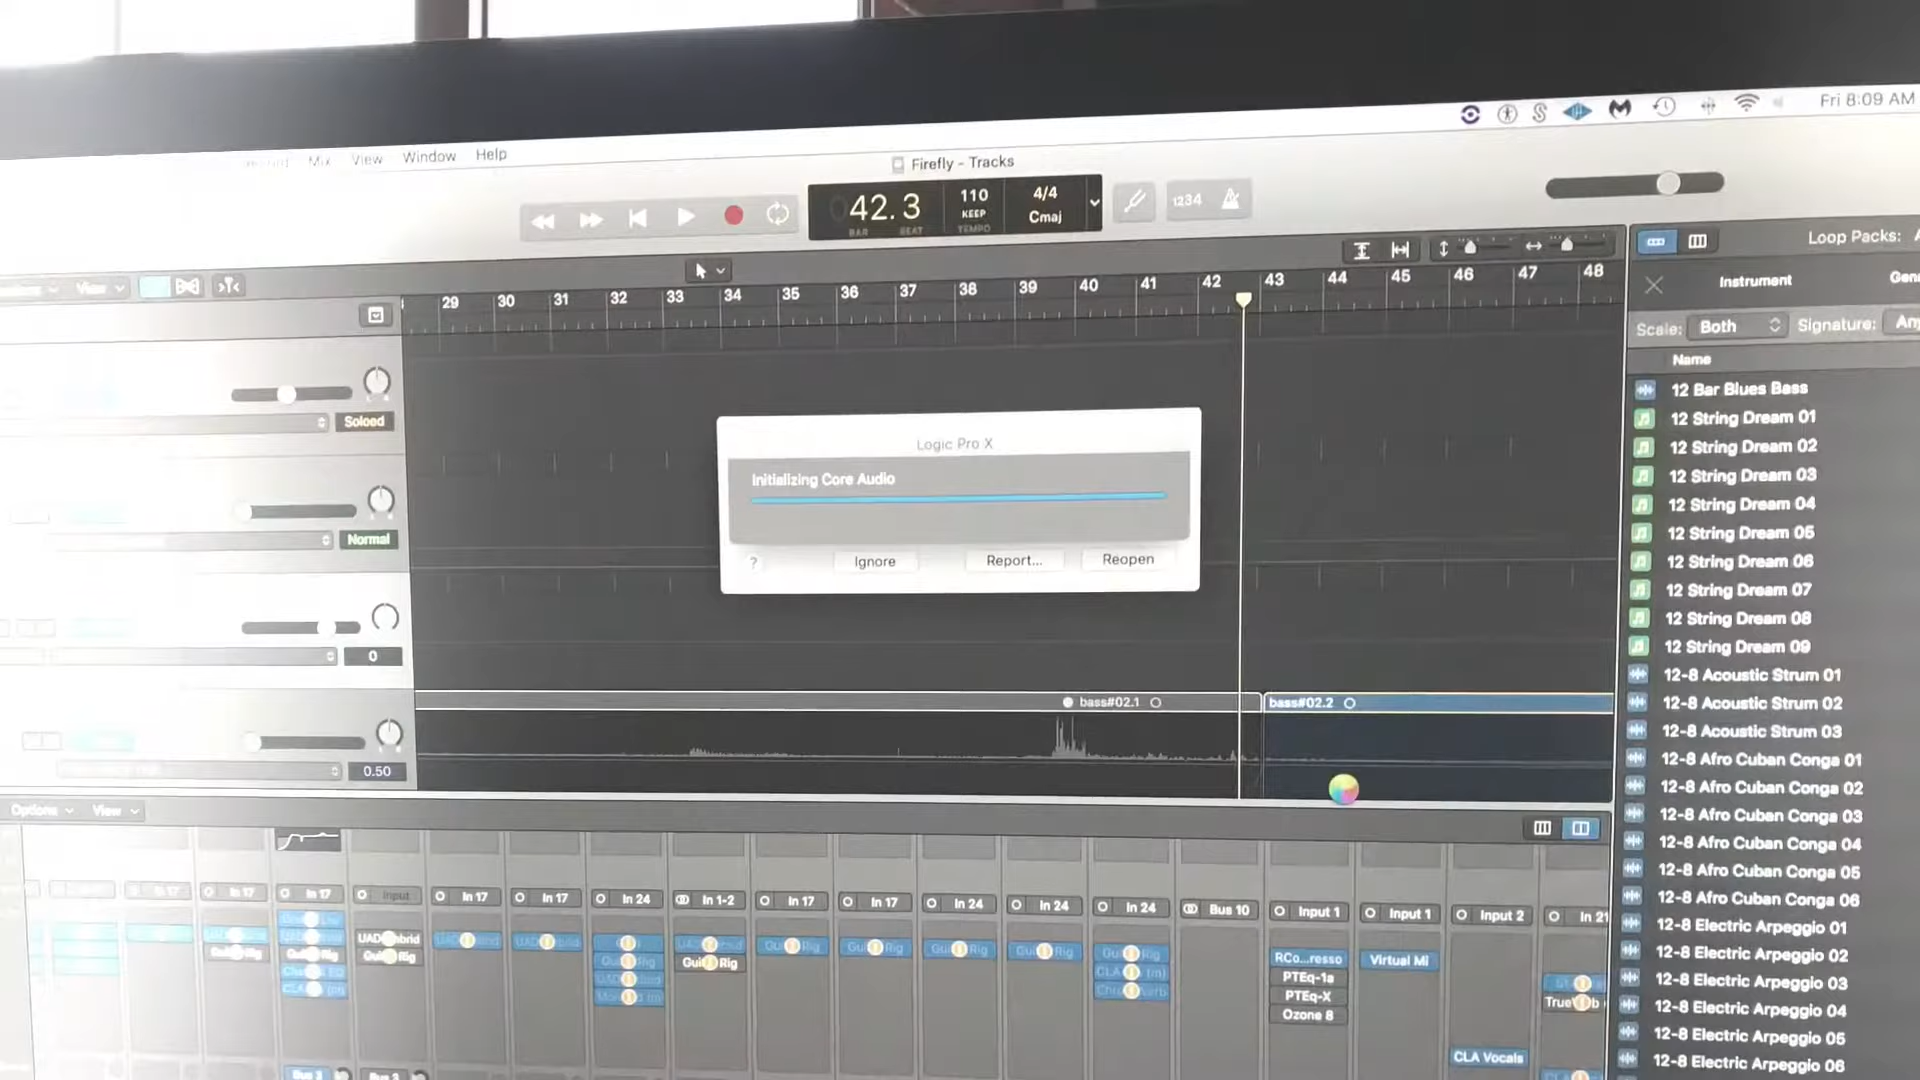 Fri 8:09 AM
Mix View Window Help
Firefly - Tracks
42.3
BAR BEAT
110
KEEP
TEMPO
4/4
Cmaj
1234
Loop Packs:
View
29 30 31 32 33 34 35 36 37 38 39 40 41 42 43 44 45 46 47 48
Instrument
Scale: Both Signature:
Name
Soloed
Normal
0
0.50
Logic Pro X
Initializing Core Audio
? Ignore Report... Reopen
bass#02.1
bass#02.2
12 Bar Blues Bass
12 String Dream 01
12 String Dream 02
12 String Dream 03
12 String Dream 04
12 String Dream 05
12 String Dream 06
12 String Dream 07
12 String Dream 08
12 String Dream 09
12-8 Acoustic Strum 01
12-8 Acoustic Strum 02
12-8 Acoustic Strum 03
12-8 Afro Cuban Conga 01
12-8 Afro Cuban Conga 02
12-8 Afro Cuban Conga 03
12-8 Afro Cuban Conga 04
12-8 Afro Cuban Conga 05
12-8 Afro Cuban Conga 06
12-8 Electric Arpeggio 01
12-8 Electric Arpeggio 02
12-8 Electric Arpeggio 03
12-8 Electric Arpeggio 04
12-8 Electric Arpeggio 05
12-8 Electric Arpeggio 06
Options View
In 17 In 17 In 17 Input In 17 In 17 In 24 In 1-2 In 17 In 17 In 24 In 24 In 24 Bus 10 Input 1 Input 1 Input 2 In 21
RCo...resso
PTEq-1a
PTEq-X
Ozone 8
Virtual Mi
CLA Vocals
Bus 3 Bus 3